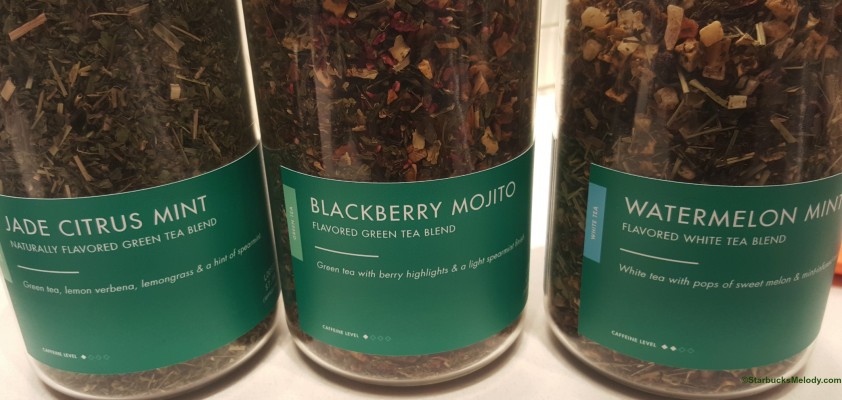 JADE CITRUS MINT
NATURALLY FLAVORED GREEN TEA BLEND
Green tea, lemon verbena, lemongrass & a hint of spearmint
CAFFEINE LEVEL
GREEN TEA
BLACKBERRY MOJITO
FLAVORED GREEN TEA BLEND
Green tea with berry highlights & a light spearmint
CAFFEINE LEVEL
WHITE TEA
WATERMELON MINT
FLAVORED WHITE TEA BLEND
White tea with pops of sweet melon &
CAFFEINE LEVEL
©StarbucksMelody.com